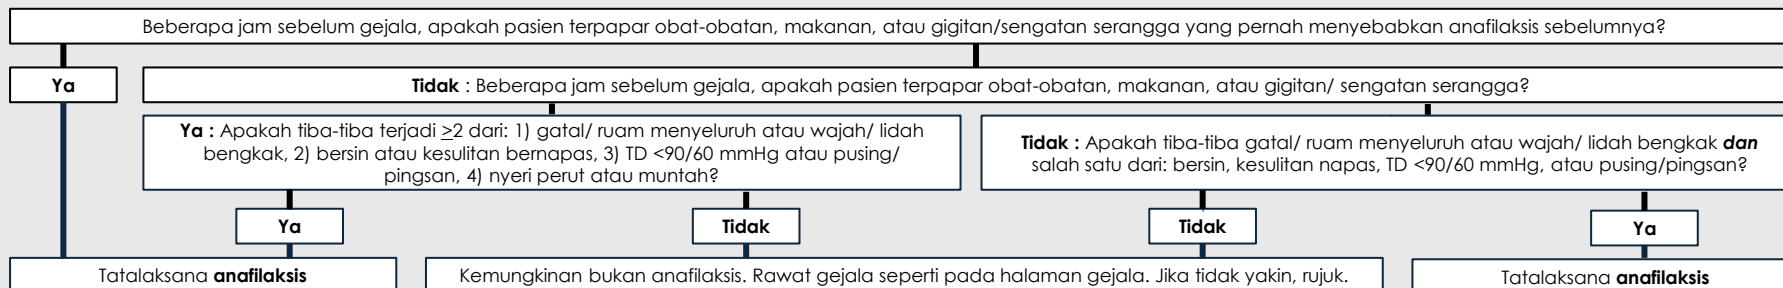 Beberapa jam sebelum gejala, apakah pasien terpapar obat-obatan, makanan, atau gigitan/sengatan serangga yang pernah menyebabkan anafilaksis sebelumnya?
Ya
Tidak : Beberapa jam sebelum gejala, apakah pasien terpapar obat-obatan, makanan, atau gigitan/ sengatan serangga?
Ya : Apakah tiba-tiba terjadi ≥2 dari: 1) gatal/ ruam menyeluruh atau wajah/ lidah
bengkak, 2) bersin atau kesulitan bernapas, 3) TD <90/60 mmHg atau pusing/
pingsan, 4) nyeri perut atau muntah?
Tidak : Apakah tiba-tiba gatal/ ruam menyeluruh atau wajah/ lidah bengkak dan
salah satu dari: bersin, kesulitan napas, TD <90/60 mmHg, atau pusing/pingsan?
Ya
Tidak
Tidak
Ya
Tatalaksana anafilaksis
Kemungkinan bukan anafilaksis. Rawat gejala seperti pada halaman gejala. Jika tidak yakin, rujuk.
Tatalaksana anafilaksis